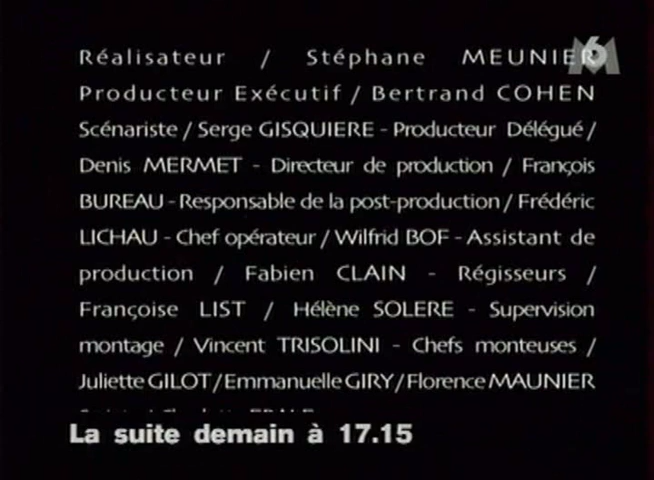 Réalisateur / Stéphane MEUNIER
M6
Producteur Exécutif / Bertrand COHEN
Scénariste / Serge GISQUIERE - Producteur Délégué /
Denis MERMET - Directeur de production / François
BUREAU - Responsable de la post-production / Frédéric
LICHAU - Chef opérateur / Wilfrid BOF - Assistant de
production / Fabien CLAIN - Régisseurs /
Françoise LIST / Hélène SOLERE - Supervision
montage / Vincent TRISOLINI - Chefs monteuses /
Juliette GILOT / Emmanuelle GIRY / Florence MAUNIER
La suite demain à 17.15